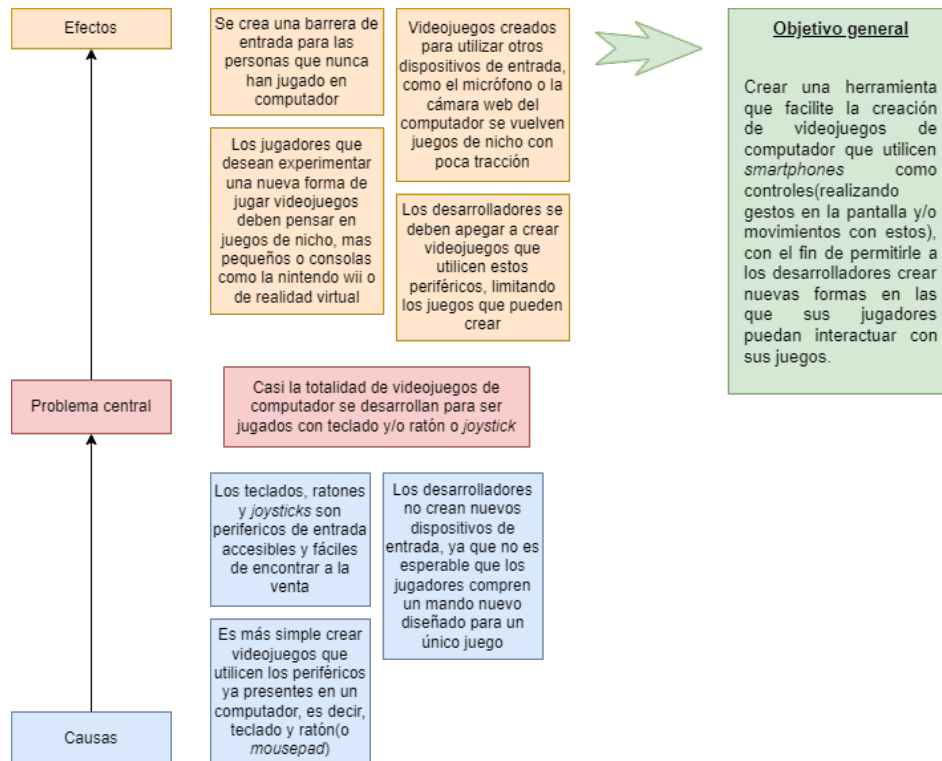 Efectos
Se crea una barrera de
entrada para las
personas que nunca
han jugado en
computador
Videojuegos creados
para utilizar otros
dispositivos de entrada,
como el micrófono o la
cámara web del
computador se vuelven
juegos de nicho con
poca tracción
Los jugadores que
desean experimentar
una nueva forma de
jugar videojuegos
deben pensar en
juegos de nicho, mas
pequeños o consolas
como la nintendo wii o
de realidad virtual
Los desarrolladores se
deben apegar a crear
videojuegos que
utilicen estos
periféricos, limitando
los juegos que pueden
crear
Objetivo general
Crear una herramienta
que facilite la creación
de videojuegos de
computador que utilicen
smartphones como
controles(realizando
gestos en la pantalla y/o
movimientos con estos),
con el fin de permitirle a
los desarrolladores crear
nuevas formas en las
que sus jugadores
puedan interactuar con
sus juegos.
Problema central
Casi la totalidad de videojuegos de
computador se desarrollan para ser
jugados con teclado y/o ratón o joystick
Los teclados, ratones
y joysticks son
perifericos de entrada
accesibles y fáciles
de encontrar a la
venta
Los desarrolladores
no crean nuevos
dispositivos de
entrada, ya que no es
esperable que los
jugadores compren
un mando nuevo
diseñado para un
único juego
Es más simple crear
videojuegos que
utilicen los periféricos
ya presentes en un
computador, es decir,
teclado y ratón(o
mousepad)
Causas